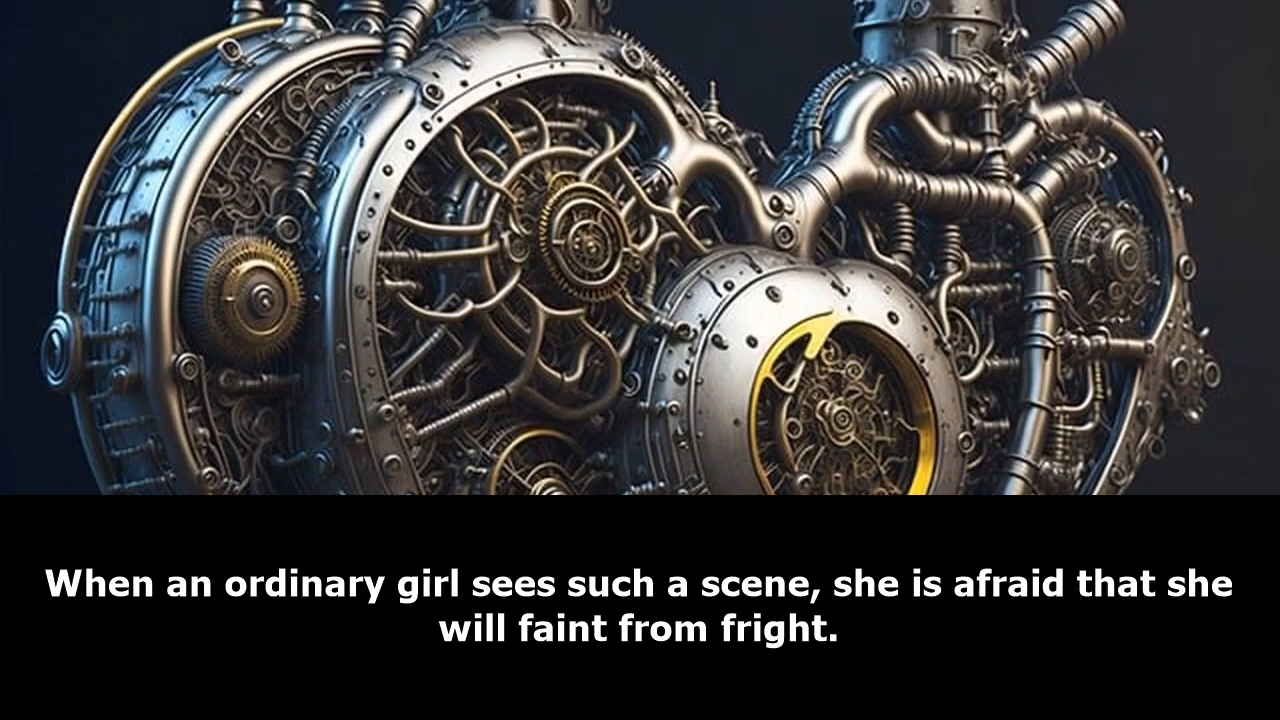 When an ordinary girl sees such a scene, she is afraid that she
will faint from fright.